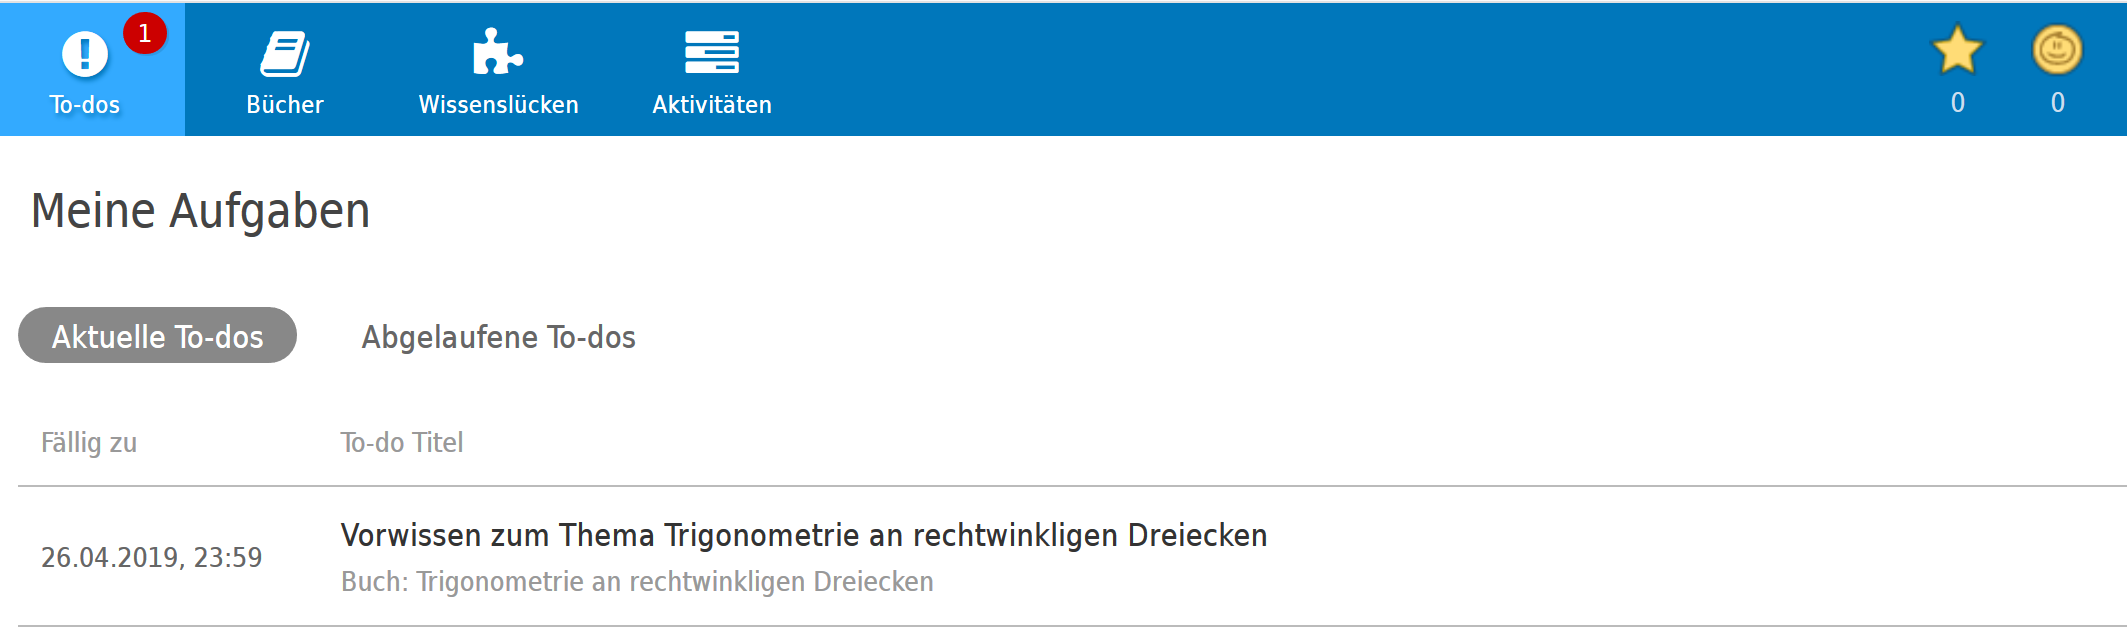 1
To-dos
Bücher
Wissenslücken
Aktivitäten
0
0
Meine Aufgaben
Aktuelle To-dos
Abgelaufene To-dos
Fällig zu
To-do Titel
26.04.2019, 23:59
Vorwissen zum Thema Trigonometrie an rechtwinkligen Dreiecken
Buch: Trigonometrie an rechtwinkligen Dreiecken